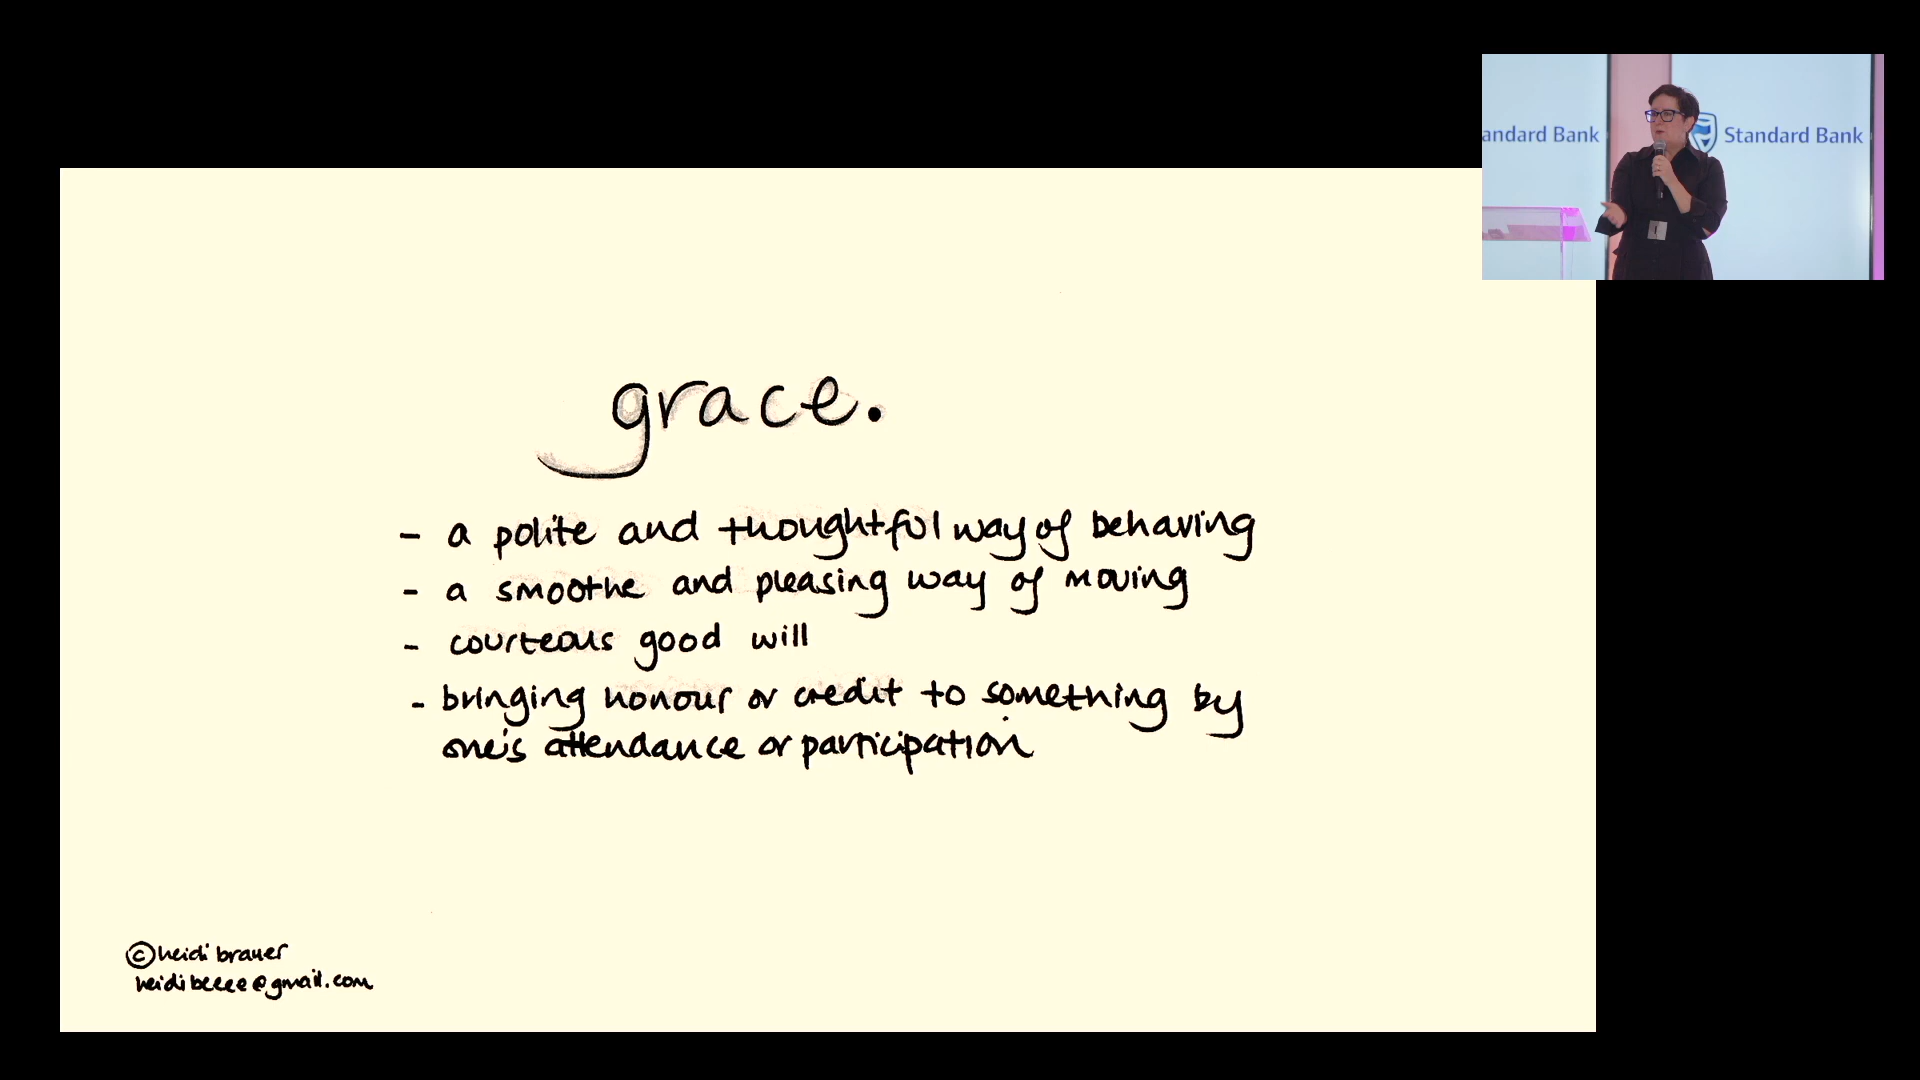 andard Bank
Standard Bank
grace.
- a polite and thoughtful way of behaving
- a smoothe and pleasing way of moving
- courteous good will
- bringing honour or credit to something by
one's attendance or participation
©heidi brauer
heidibeeee@gmail.com